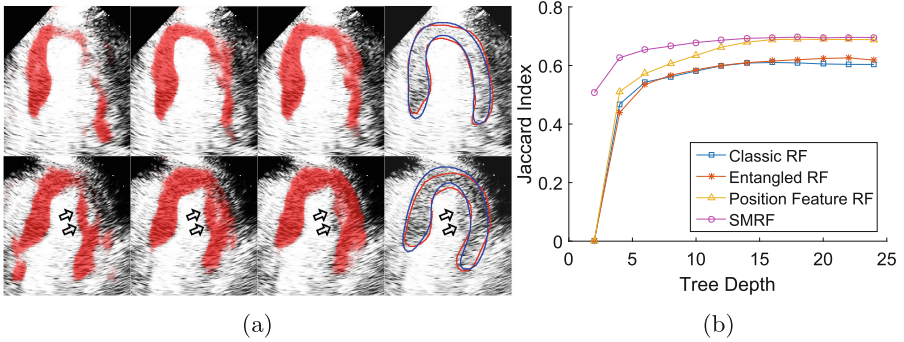 0.8
0.6
0.4
0.2
0
Jaccard Index
Classic RF
Entangled RF
Position Feature RF
SMRF
0 5 10 15 20 25
Tree Depth
(a) (b)